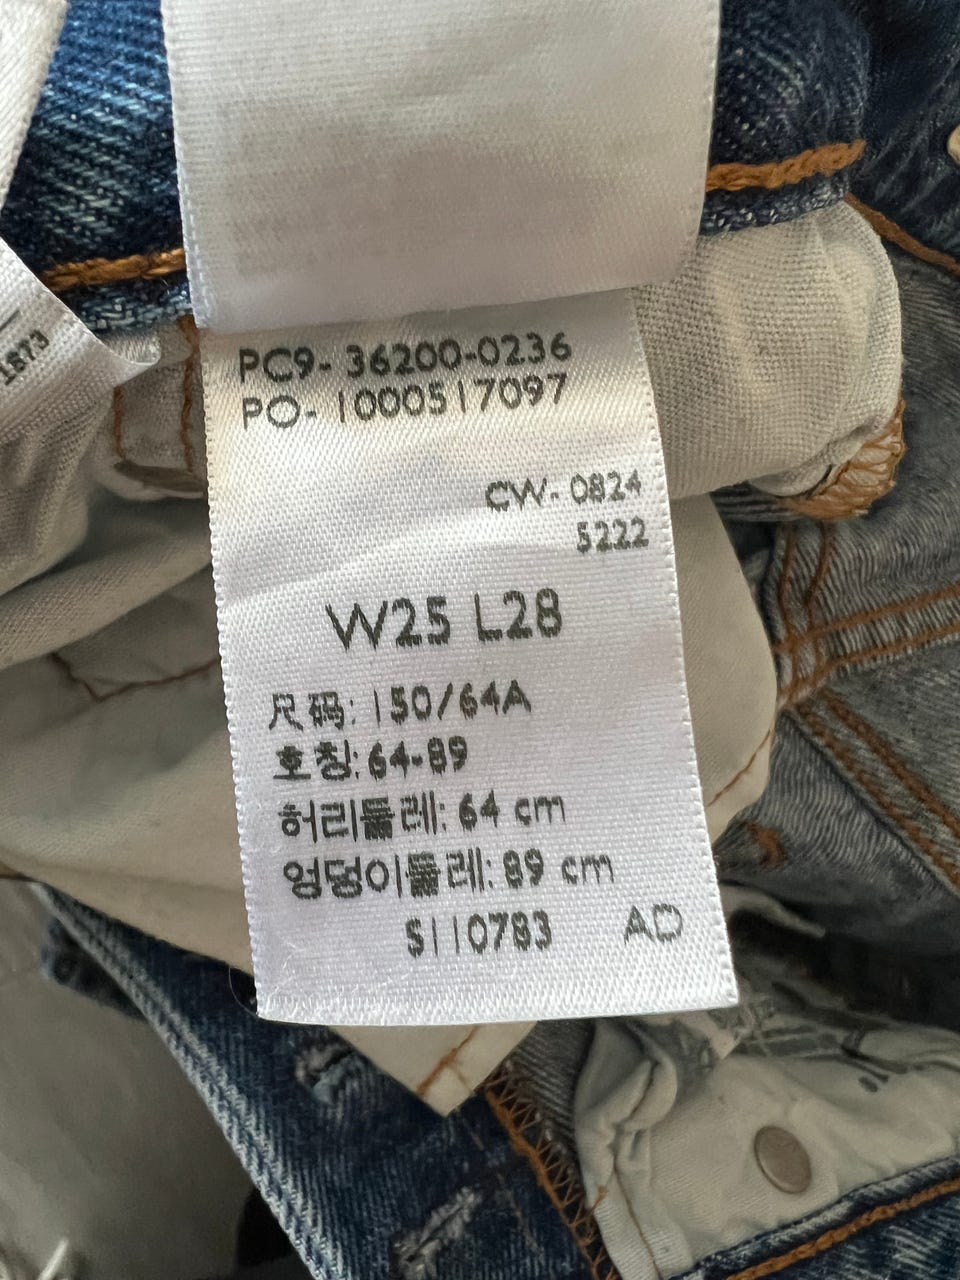 1873
PC9- 36200-0236
PO- 1000517097
CW- 0824
5222
W25 L28
尺码: 150/64A
호칭: 64-89
허리둘레: 64 cm
엉덩이둘레: 89 cm
S110783 AD